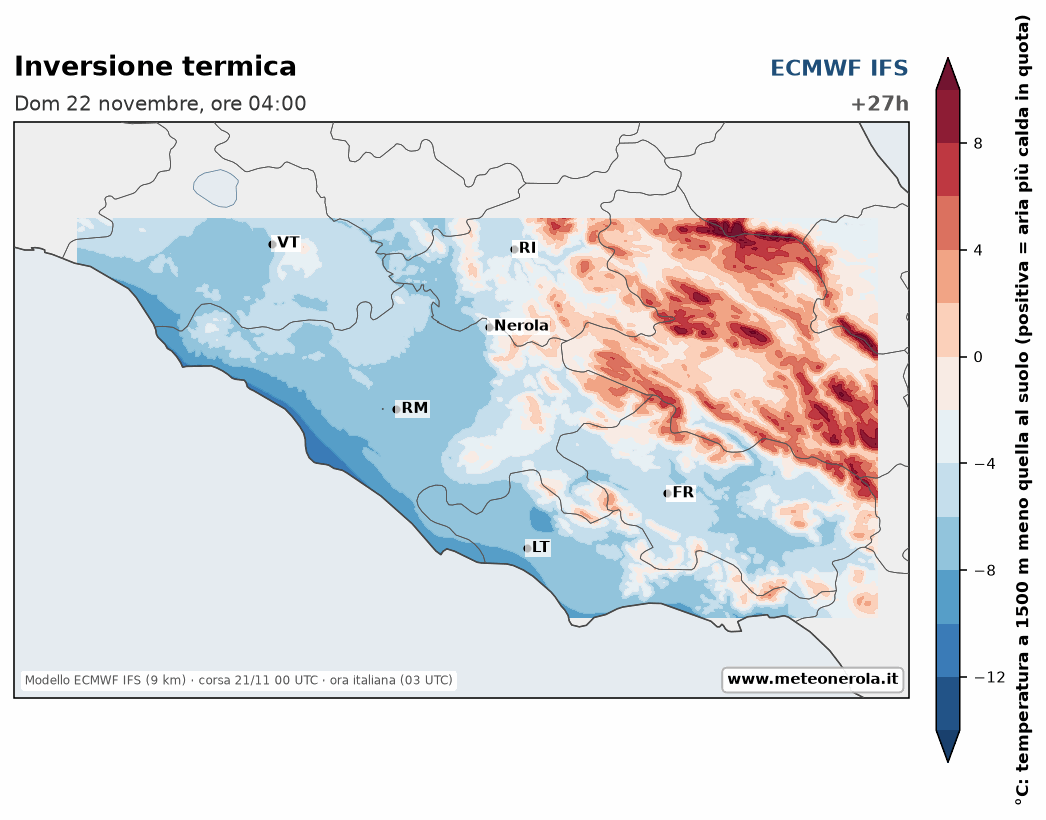 Inversione termica
ECMWF IFS
Dom 22 novembre, ore 04:00
+27h
VT
RI
Nerola
RM
FR
LT
8
4
0
−4
−8
−12
°C: temperatura a 1500 m meno quella al suolo (positiva = aria più calda in quota)
Modello ECMWF IFS (9 km) · corsa 21/11 00 UTC · ora italiana (03 UTC)
www.meteonerola.it